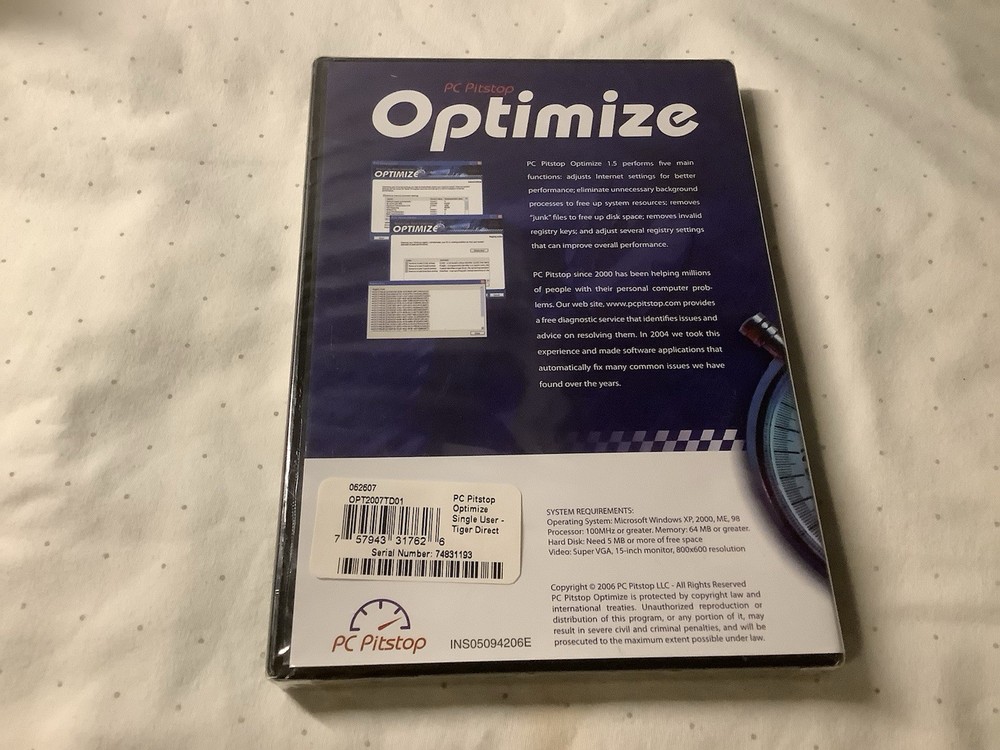 PC Pitstop
Optimize
PC Pitstop Optimize 1.5 performs five main
functions: adjusts Internet settings for better
performance; eliminate unnecessary background
processes to free up system resources; removes
"junk" files to free up disk space; removes invalid
registry keys; and adjust several registry settings
that can improve overall performance.
OPTIMIZE
OPTIMIZE
PC Pitstop since 2000 has been helping millions
of people with their personal computer prob-
lems. Our web site, www.pcpitstop.com provides
a free diagnostic service that identifies issues and
advice on resolving them. In 2004 we took this
experience and made software applications that
automatically fix many common issues we have
found over the years.
052607
OPT2007TD01
PC Pitstop
Optimize
Single User -
Tiger Direct
7 57943 31762 6
Serial Number: 74831193
SYSTEM REQUIREMENTS:
Operating System: Microsoft Windows XP, 2000, ME, 98
Processor: 100MHz or greater. Memory: 64 MB or greater.
Hard Disk: Need 5 MB or more of free space
Video: Super VGA, 15-inch monitor, 800x600 resolution
Copyright © 2006 PC Pitstop LLC - All Rights Reserved
PC Pitstop Optimize is protected by copyright law and
international treaties. Unauthorized reproduction or
distribution of this program, or any portion of it, may
result in severe civil and criminal penalties, and will be
prosecuted to the maximum extent possible under law.
PC Pitstop
INS05094206E